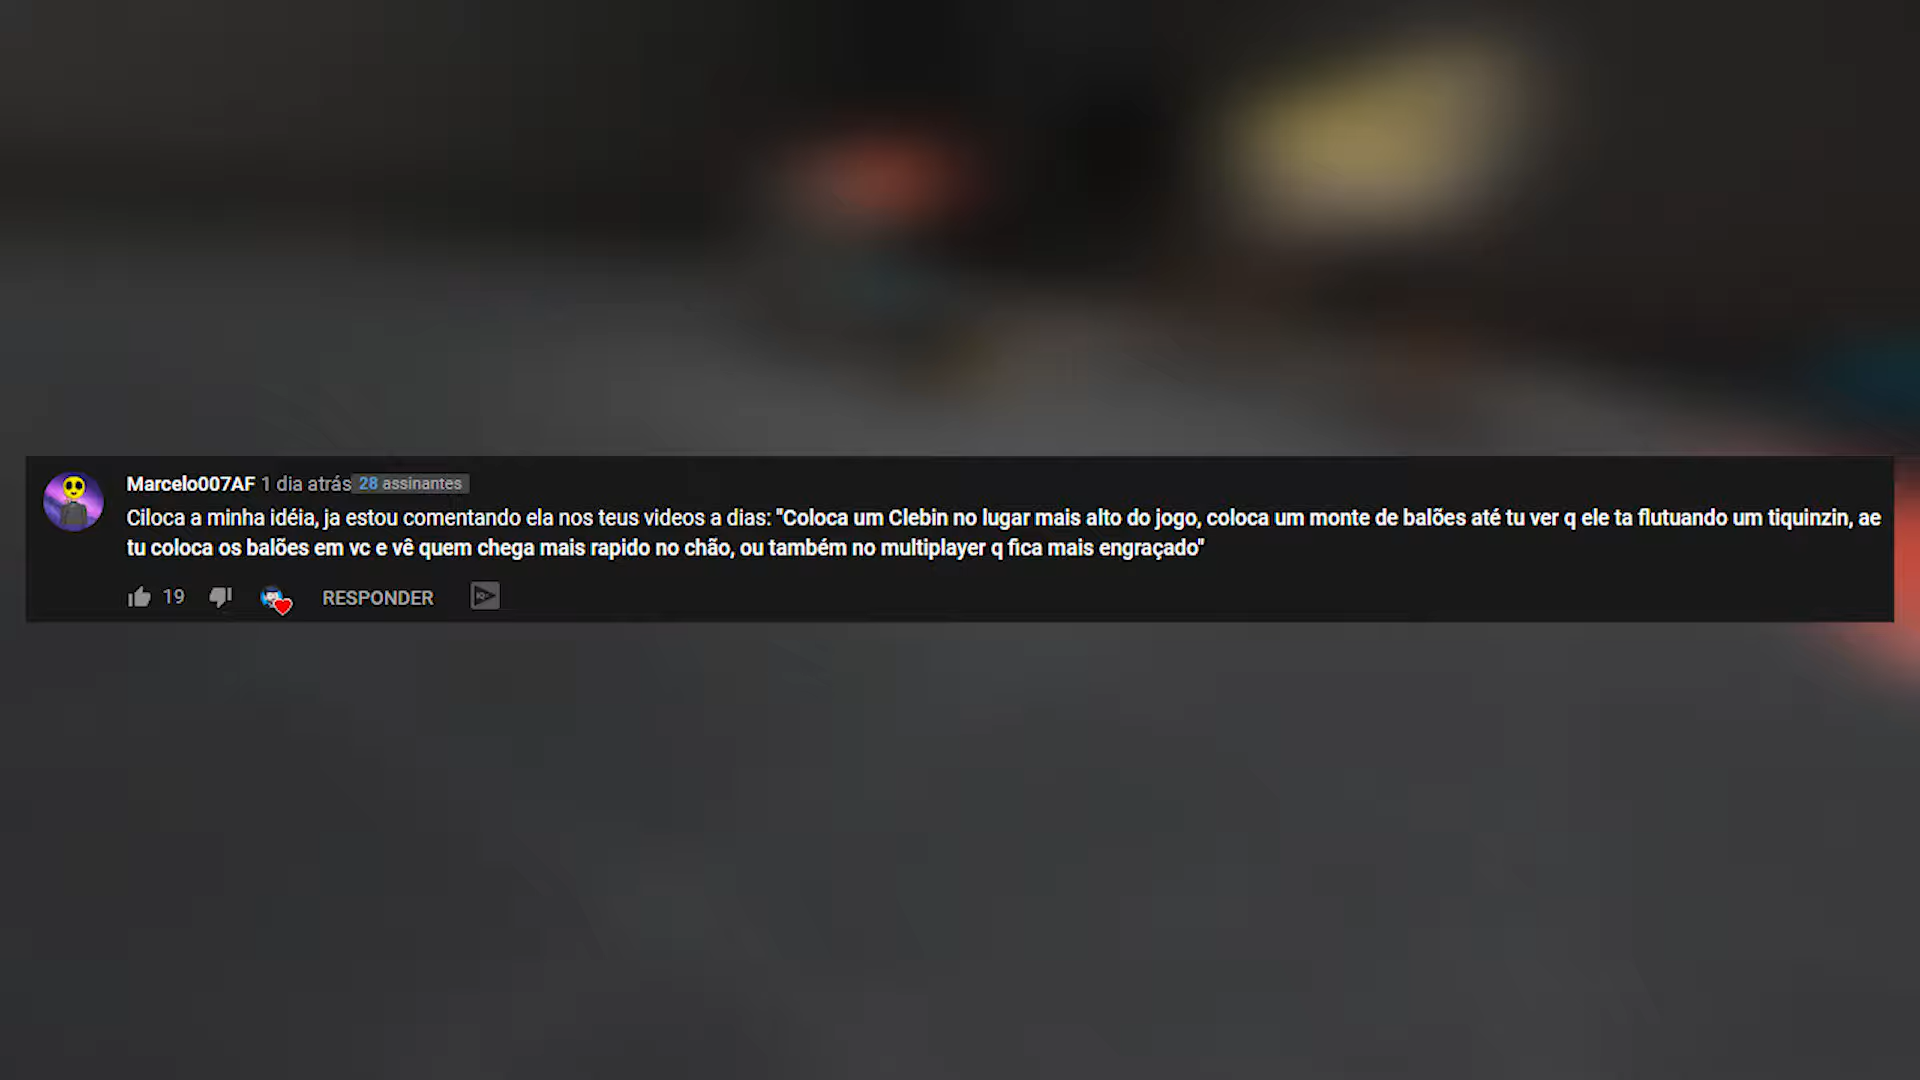 Marcelo007AF 1 dia atrás 28 assinantes
Ciloca a minha idéia, ja estou comentando ela nos teus videos a dias: "Coloca um Clebin no lugar mais alto do jogo, coloca um monte de balões até tu ver q ele ta flutuando um tiquinzin, ae
tu coloca os balões em vc e vê quem chega mais rapido no chão, ou também no multiplayer q fica mais engraçado"
19 RESPONDER